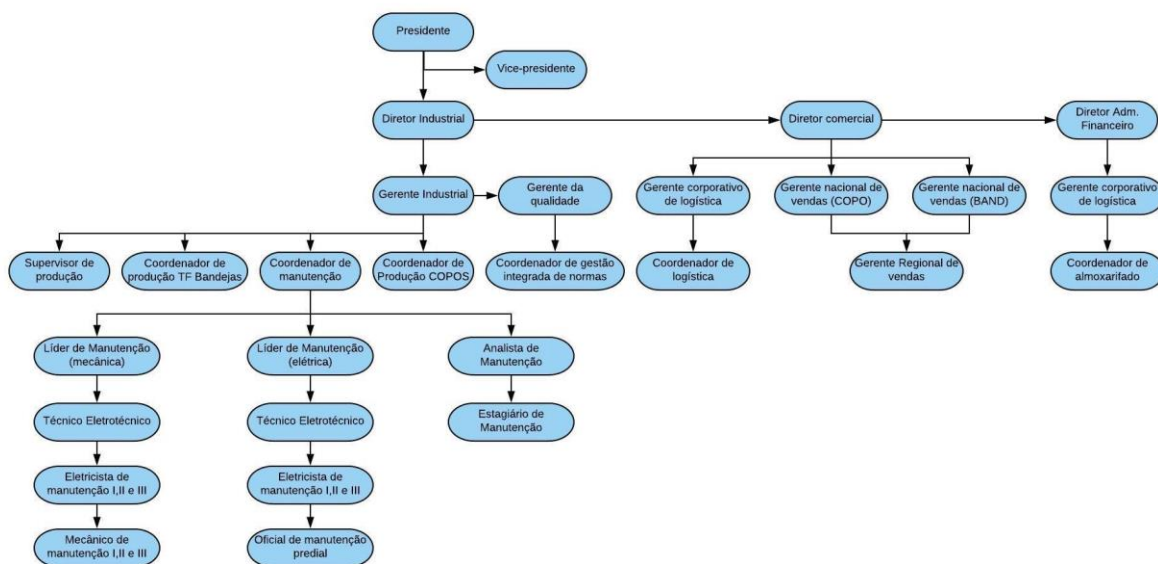 Presidente
Vice-presidente
Diretor Industrial
Diretor comercial
Diretor Adm.
Financeiro
Gerente Industrial
Gerente da
qualidade
Gerente corporativo
de logística
Gerente nacional de
vendas (COPO)
Gerente nacional de
vendas (BAND)
Gerente corporativo
de logística
Supervisor de
produção
Coordenador de
produção TF Bandejas
Coordenador de
manutenção
Coordenador de
Produção COPOS
Coordenador de gestão
integrada de normas
Coordenador de
logística
Gerente Regional de
vendas
Coordenador de
almoxarifado
Líder de Manutenção
(mecânica)
Líder de Manutenção
(elétrica)
Analista de
Manutenção
Técnico Eletrotécnico
Técnico Eletrotécnico
Estagiário de
Manutenção
Eletricista de
manutenção I,II e III
Eletricista de
manutenção I,II e III
Mecânico de
manutenção I,II e III
Oficial de manutenção
predial